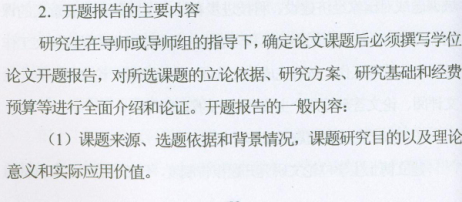 2. 开题报告的主要内容
研究生在导师或导师组的指导下,确定论文课题后必须撰写学位
论文开题报告，对所选课题的立论依据、研究方案、研究基础和经费
预算等进行全面介绍和论证。开题报告的一般内容：
（1）课题来源、选题依据和背景情况，课题研究目的以及理论
意义和实际应用价值。